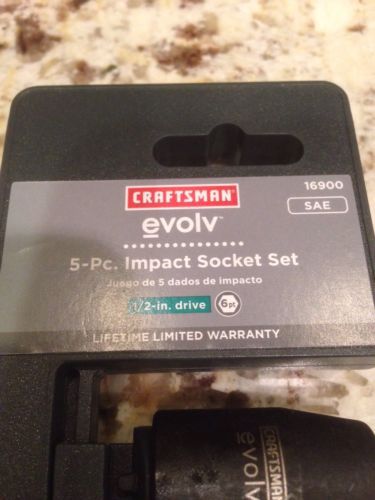 CRAFTSMAN®
16900
SAE
evolv™
5-Pc. Impact Socket Set
Juego de 5 dados de impacto
1/2-in. drive
6pt
LIFETIME LIMITED WARRANTY
CRAFTSMAN
evolv